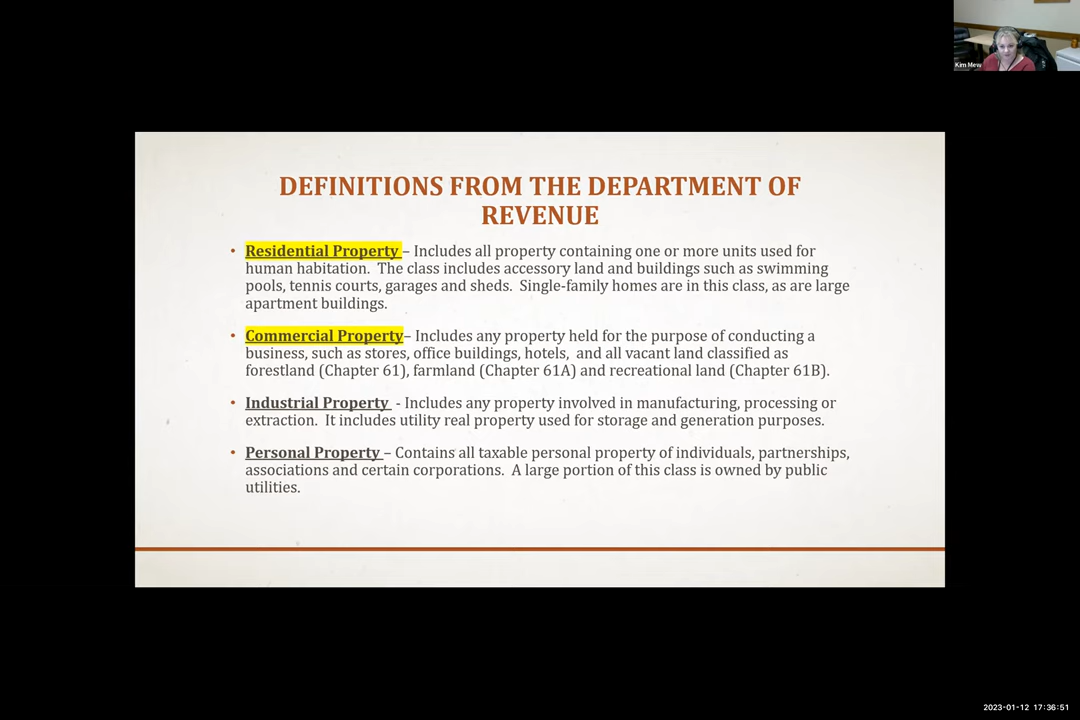 Kim Mew
DEFINITIONS FROM THE DEPARTMENT OF
REVENUE
• Residential Property – Includes all property containing one or more units used for
human habitation. The class includes accessory land and buildings such as swimming
pools, tennis courts, garages and sheds. Single-family homes are in this class, as are large
apartment buildings.
• Commercial Property– Includes any property held for the purpose of conducting a
business, such as stores, office buildings, hotels, and all vacant land classified as
forestland (Chapter 61), farmland (Chapter 61A) and recreational land (Chapter 61B).
• Industrial Property - Includes any property involved in manufacturing, processing or
extraction. It includes utility real property used for storage and generation purposes.
• Personal Property – Contains all taxable personal property of individuals, partnerships,
associations and certain corporations. A large portion of this class is owned by public
utilities.
2023-01-12 17:36:51